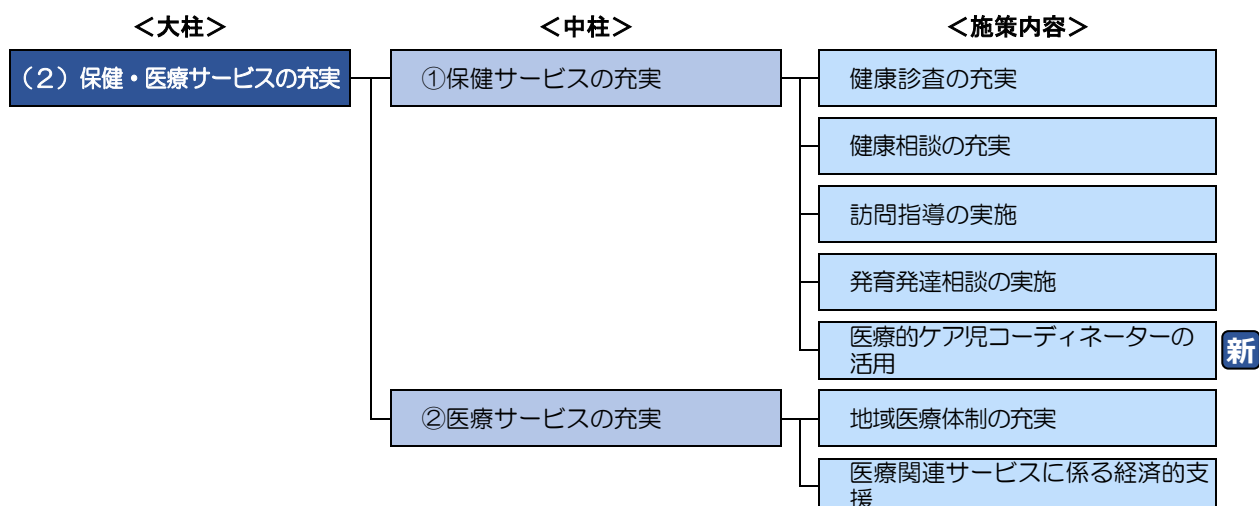 ＜大柱＞
＜中柱＞
＜施策内容＞
（２）保健・医療サービスの充実
①保健サービスの充実
健康診査の充実
健康相談の充実
訪問指導の実施
発育発達相談の実施
医療的ケア児コーディネーターの
活用
新
②医療サービスの充実
地域医療体制の充実
医療関連サービスに係る経済的支
援